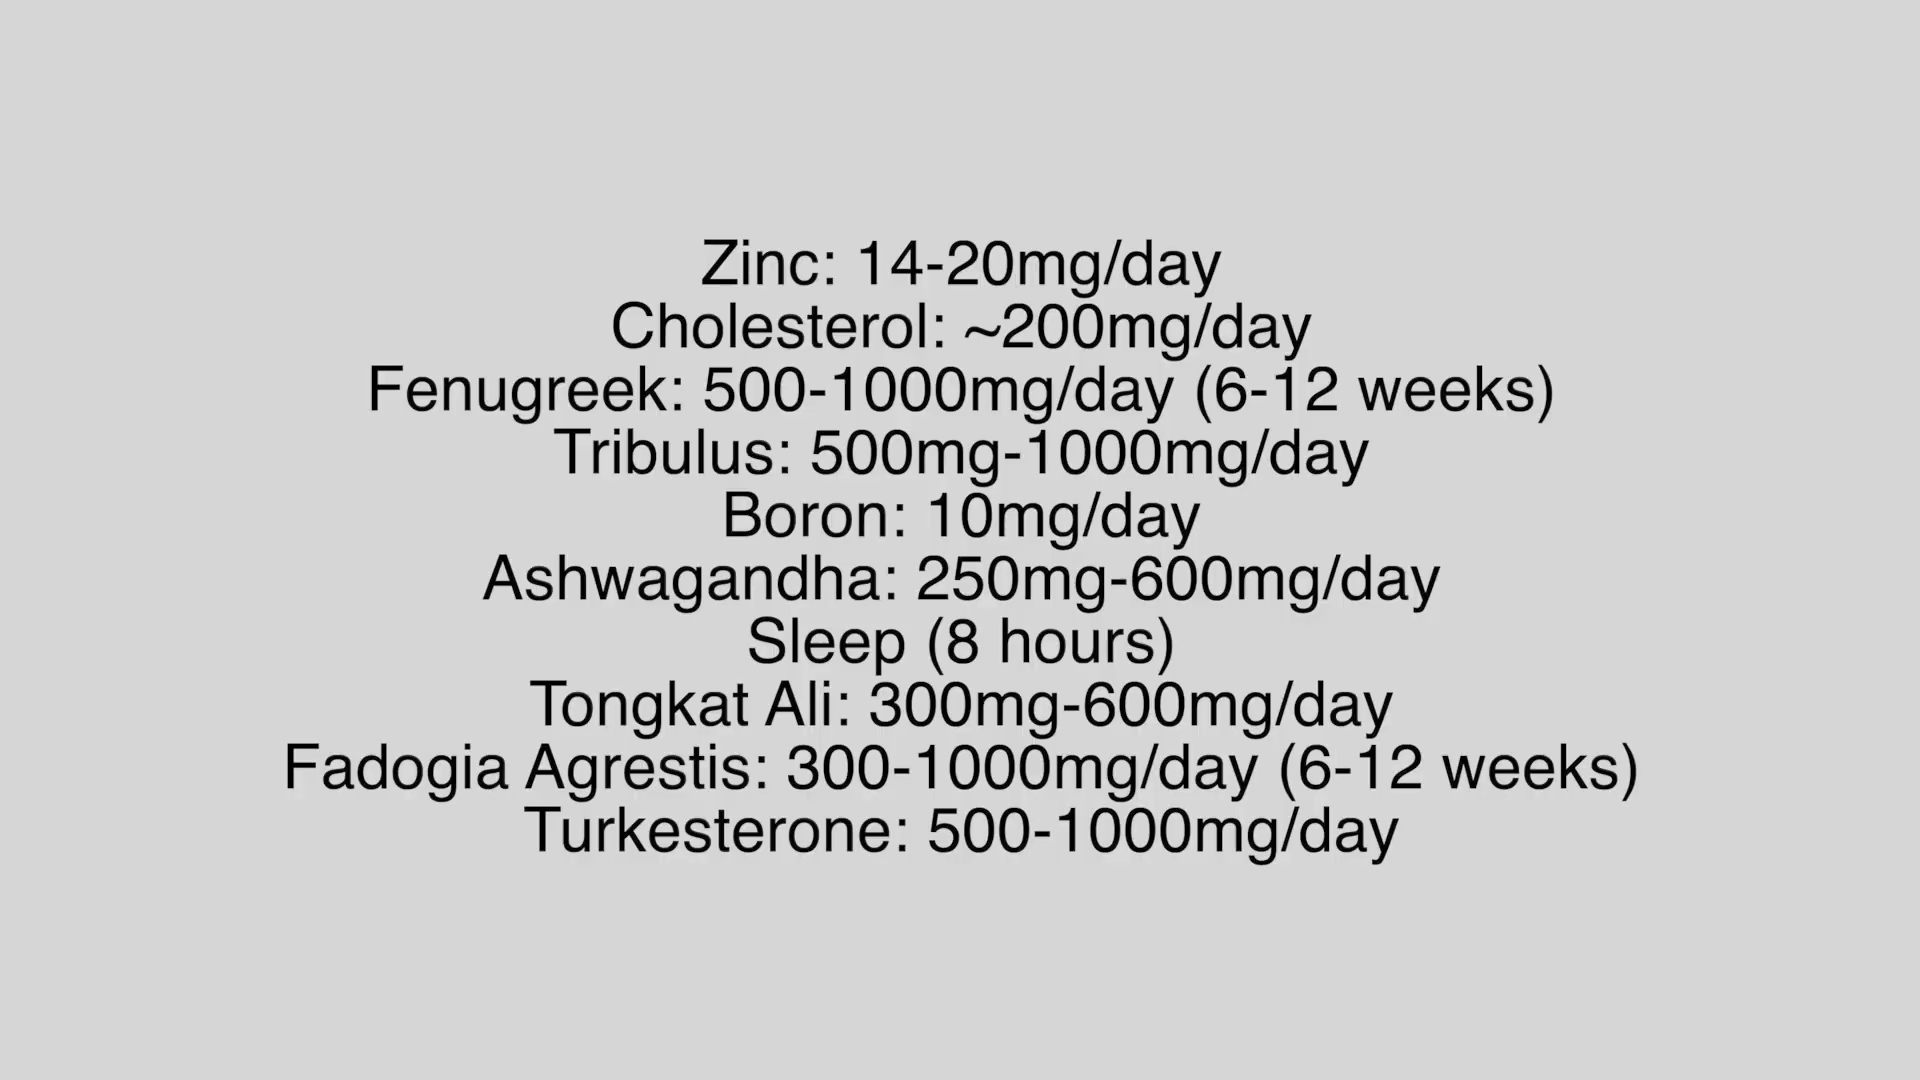 Zinc: 14-20mg/day
Cholesterol: ~200mg/day
Fenugreek: 500-1000mg/day (6-12 weeks)
Tribulus: 500mg-1000mg/day
Boron: 10mg/day
Ashwagandha: 250mg-600mg/day
Sleep (8 hours)
Tongkat Ali: 300mg-600mg/day
Fadogia Agrestis: 300-1000mg/day (6-12 weeks)
Turkesterone: 500-1000mg/day